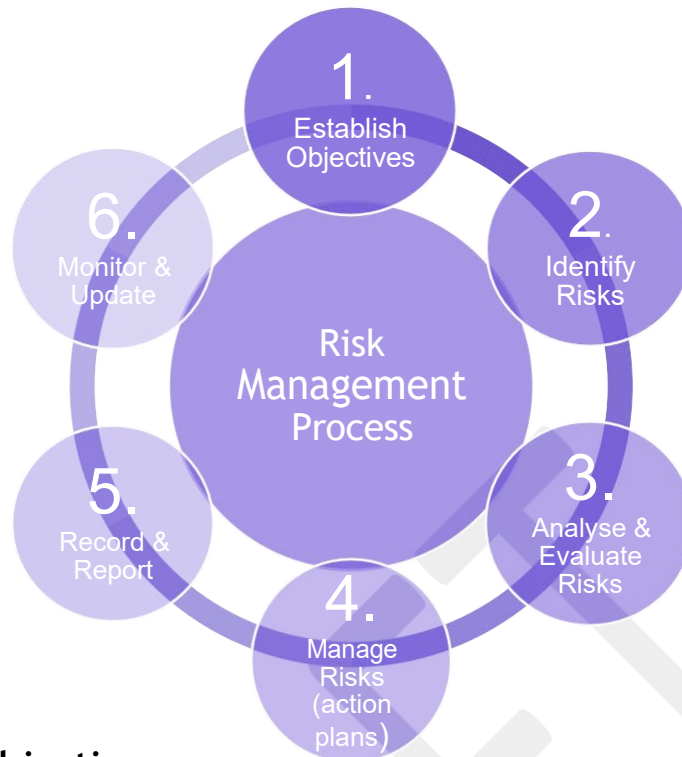 1.
Establish
Objectives
2.
Identify
Risks
3.
Analyse &
Evaluate
Risks
4.
Manage
Risks
(action
plans)
5.
Record &
Report
6.
Monitor &
Update
Risk
Management
Process